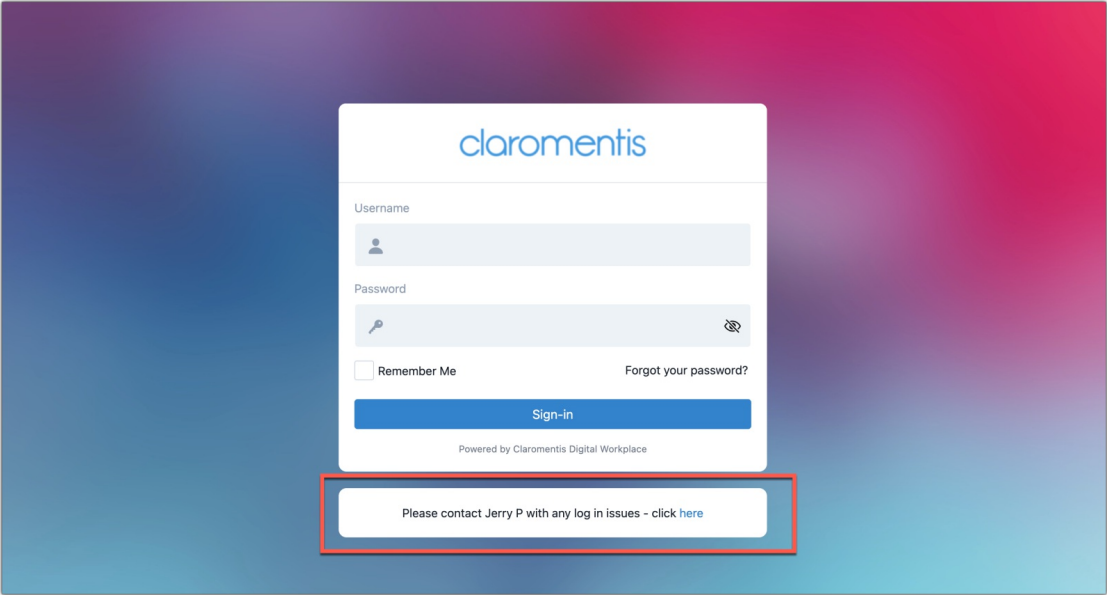 claromentis
Username
Password
Remember Me
Forgot your password?
Sign-in
Powered by Claromentis Digital Workplace
Please contact Jerry P with any log in issues - click here